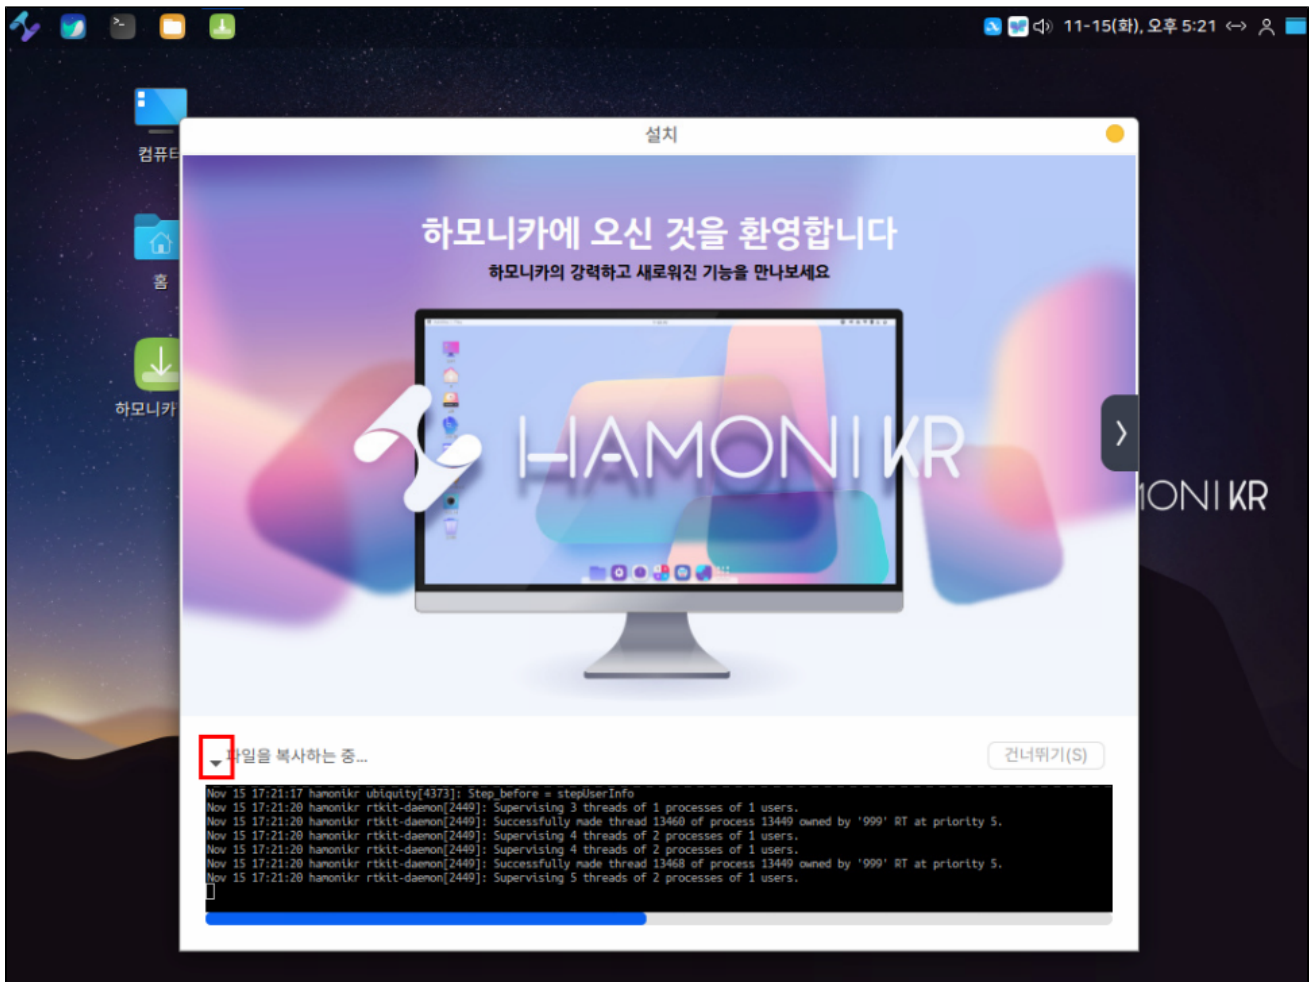 11-15(화), 오후 5:21
컴퓨터
홈
하모니카
설치
하모니카에 오신 것을 환영합니다
하모니카의 강력하고 새로워진 기능을 만나보세요
HAMONIKR
MONIKR
파일을 복사하는 중...
건너뛰기(S)
Nov 15 17:21:17 hamonikr ubiquity[4373]: Step_before = stepUserInfo
Nov 15 17:21:20 hamonikr rtkit-daemon[2449]: Supervising 3 threads of 1 processes of 1 users.
Nov 15 17:21:20 hamonikr rtkit-daemon[2449]: Successfully made thread 13460 of process 13449 owned by '999' RT at priority 5.
Nov 15 17:21:20 hamonikr rtkit-daemon[2449]: Supervising 4 threads of 2 processes of 1 users.
Nov 15 17:21:20 hamonikr rtkit-daemon[2449]: Supervising 4 threads of 2 processes of 1 users.
Nov 15 17:21:20 hamonikr rtkit-daemon[2449]: Successfully made thread 13468 of process 13449 owned by '999' RT at priority 5.
Nov 15 17:21:20 hamonikr rtkit-daemon[2449]: Supervising 5 threads of 2 processes of 1 users.